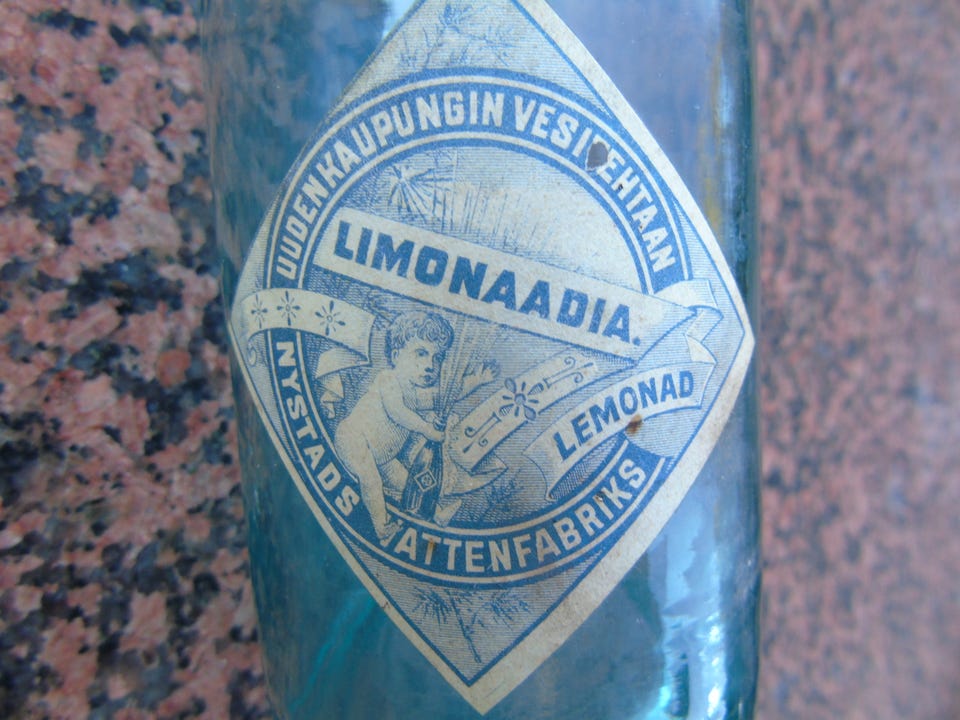 UUDENKAUPUNGIN VESITEHTAAN
LIMONAADIA.
LEMONAD
NYSTADS VATTENFABRIKS